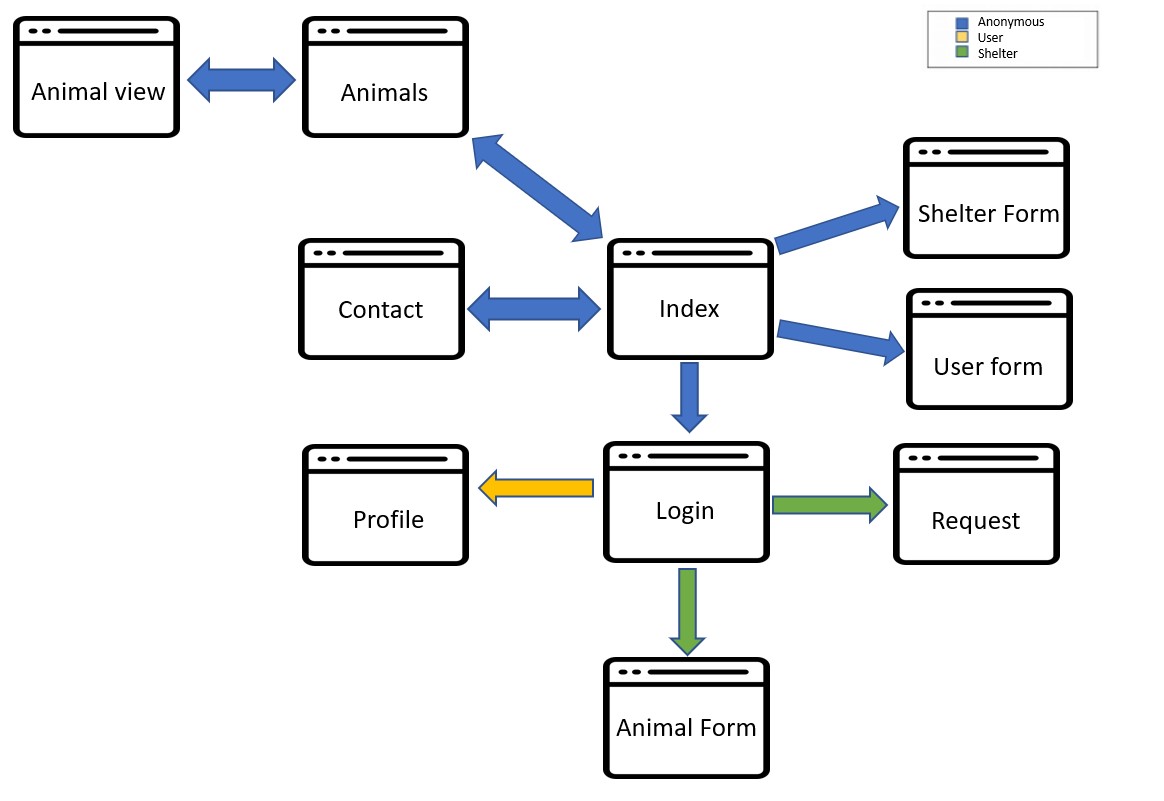 Anonymous
User
Shelter
Animal view
Animals
Shelter Form
Contact
Index
User form
Profile
Login
Request
Animal Form